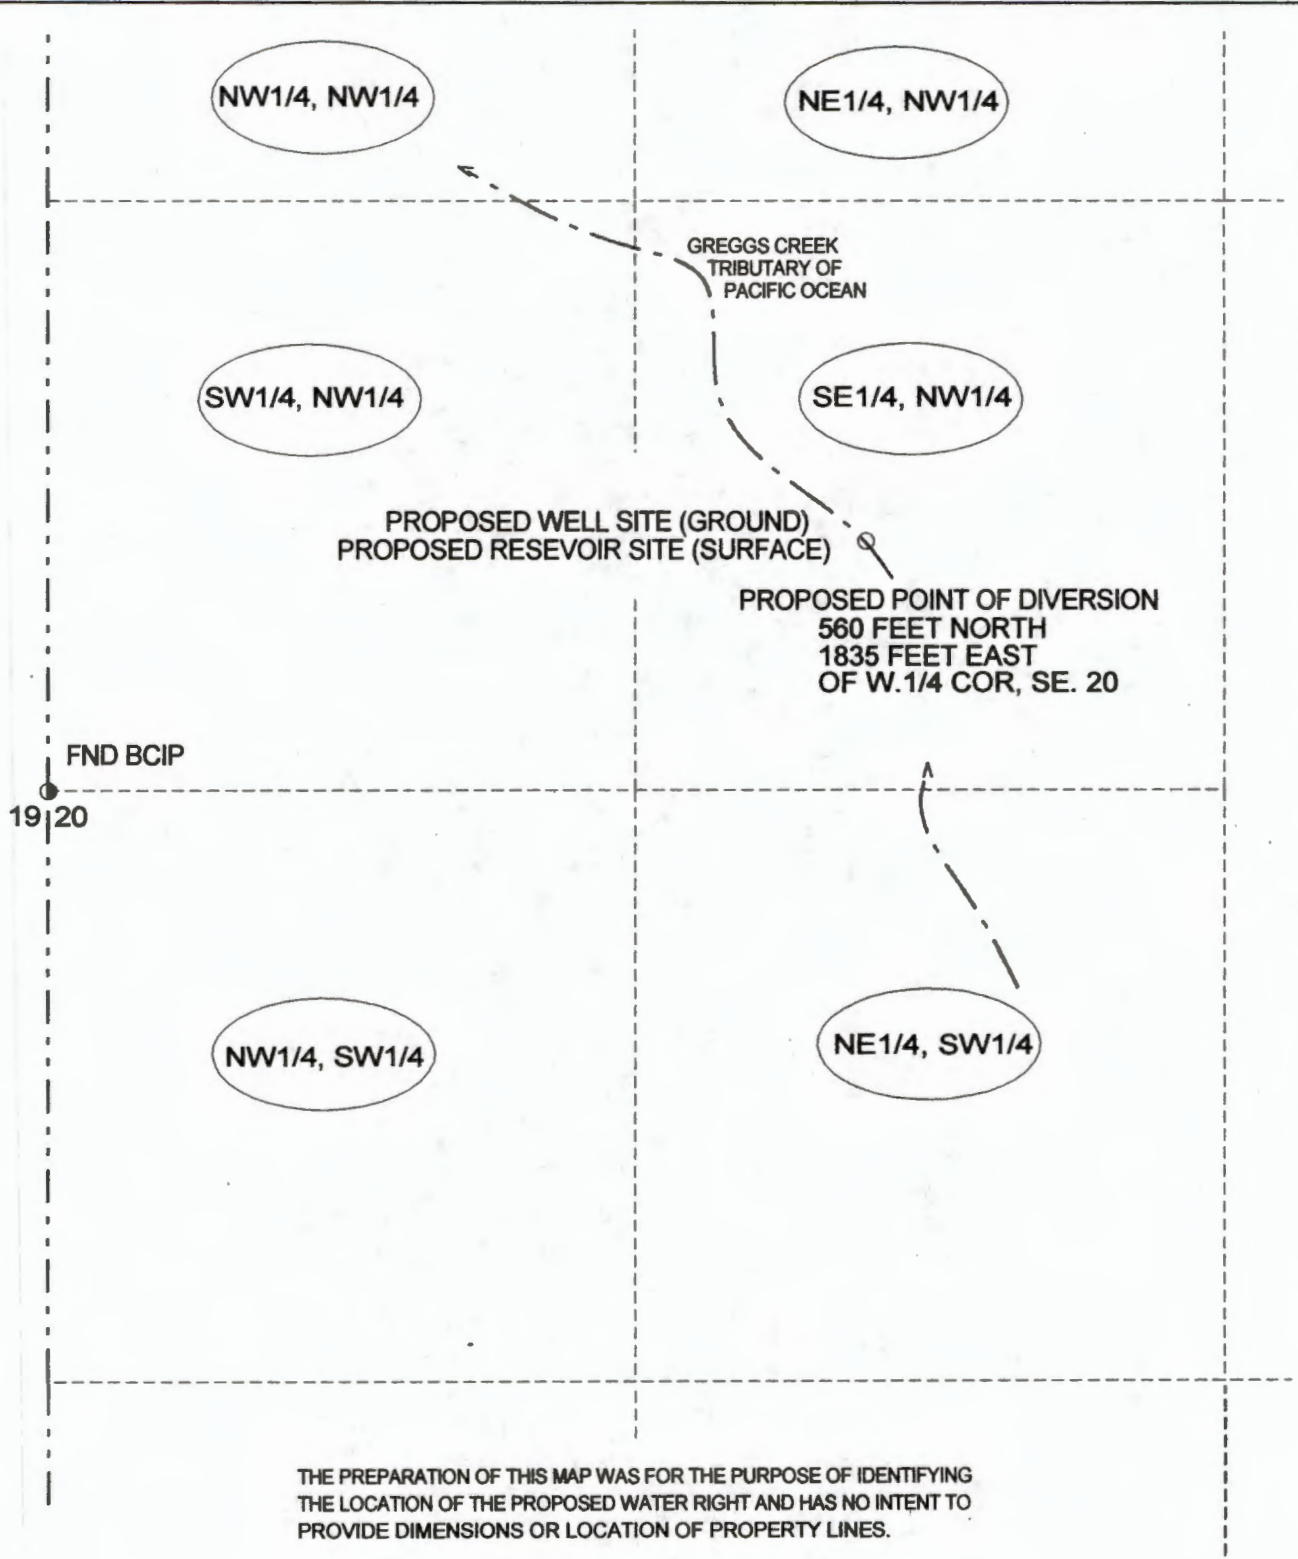 NW1/4, NW1/4
NE1/4, NW1/4
GREGGS CREEK
TRIBUTARY OF
PACIFIC OCEAN
SW1/4, NW1/4
SE1/4, NW1/4
PROPOSED WELL SITE (GROUND)
PROPOSED RESEVOIR SITE (SURFACE)
PROPOSED POINT OF DIVERSION
560 FEET NORTH
1835 FEET EAST
OF W.1/4 COR, SE. 20
FND BCIP
19 20
NW1/4, SW1/4
NE1/4, SW1/4
THE PREPARATION OF THIS MAP WAS FOR THE PURPOSE OF IDENTIFYING
THE LOCATION OF THE PROPOSED WATER RIGHT AND HAS NO INTENT TO
PROVIDE DIMENSIONS OR LOCATION OF PROPERTY LINES.